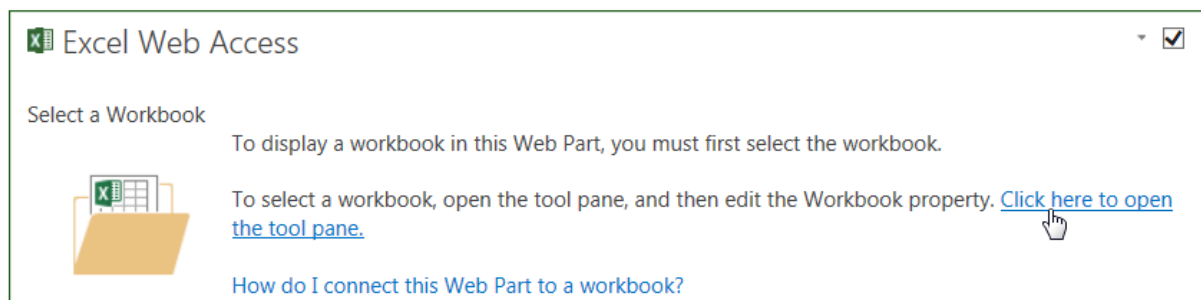 Excel Web Access
Select a Workbook
To display a workbook in this Web Part, you must first select the workbook.
To select a workbook, open the tool pane, and then edit the Workbook property. Click here to open
the tool pane.
How do I connect this Web Part to a workbook?